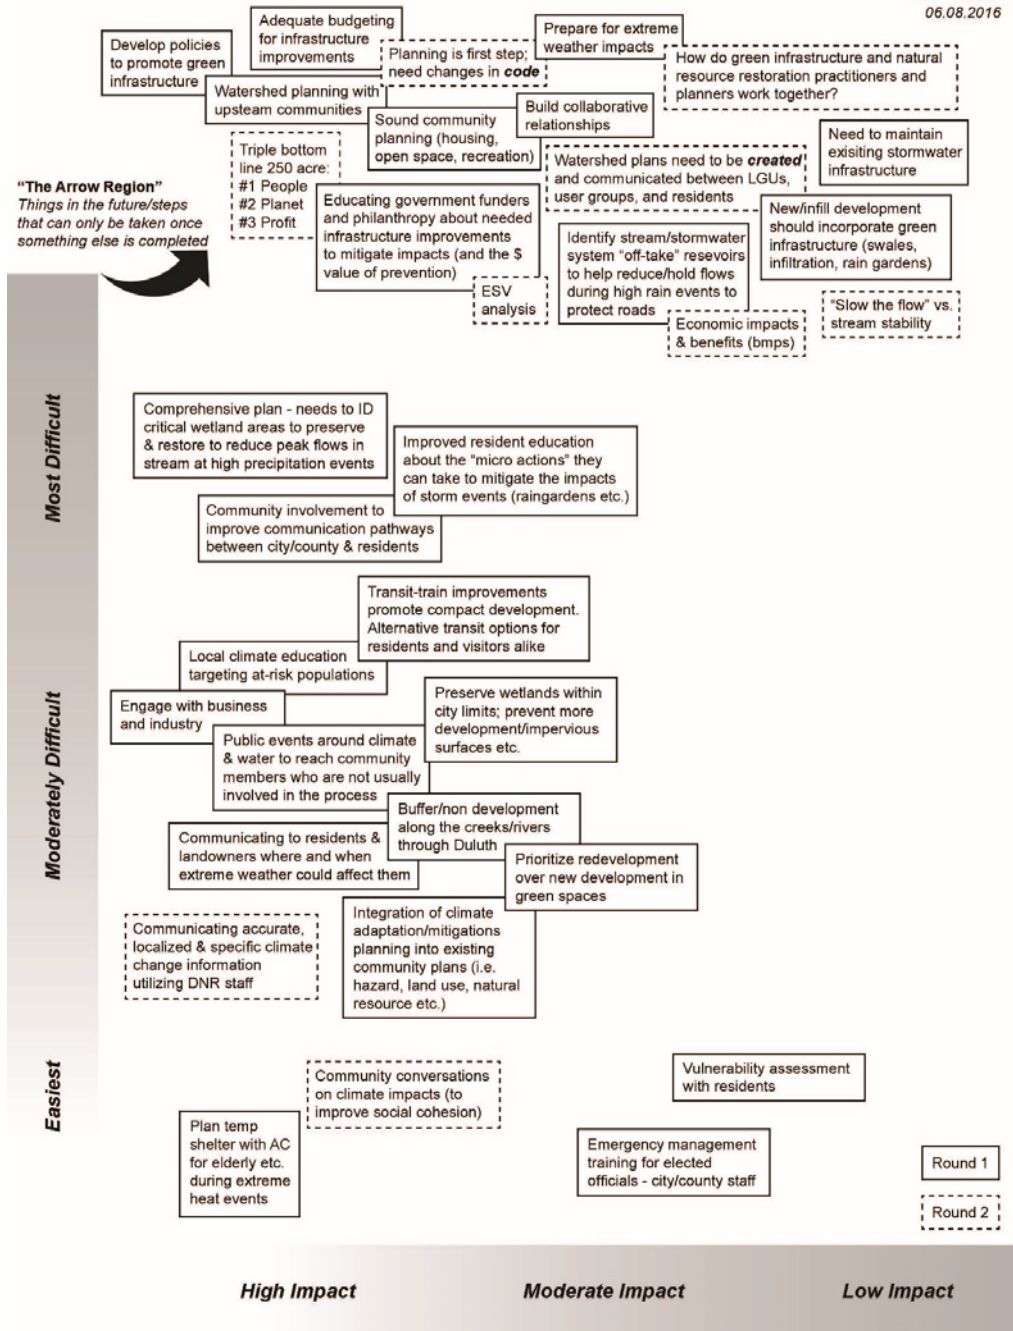 06.08.2016
Develop policies
to promote green
infrastructure
Adequate budgeting
for infrastructure
improvements
Planning is first step;
need changes in code
Prepare for extreme
weather impacts
How do green infrastructure and natural
resource restoration practitioners and
planners work together?
Watershed planning with
upsteam communities
Sound community
planning (housing,
open space, recreation)
Build collaborative
relationships
Need to maintain
exisiting stormwater
infrastructure
Triple bottom
line 250 acre:
#1 People
#2 Planet
#3 Profit
Watershed plans need to be created
and communicated between LGUs,
user groups, and residents
"The Arrow Region"
Things in the future/steps
that can only be taken once
something else is completed
Educating government funders
and philanthropy about needed
infrastructure improvements
to mitigate impacts (and the $
value of prevention)
New/infill development
should incorporate green
infrastructure (swales,
infiltration, rain gardens)
Identify stream/stormwater
system "off-take" resevoirs
to help reduce/hold flows
during high rain events to
protect roads
ESV
analysis
Economic impacts
& benefits (bmps)
"Slow the flow" vs.
stream stability
Most Difficult
Comprehensive plan - needs to ID
critical wetland areas to preserve
& restore to reduce peak flows in
stream at high precipitation events
Improved resident education
about the "micro actions" they
can take to mitigate the impacts
of storm events (raingardens etc.)
Community involvement to
improve communication pathways
between city/county & residents
Moderately Difficult
Transit-train improvements
promote compact development.
Alternative transit options for
residents and visitors alike
Local climate education
targeting at-risk populations
Engage with business
and industry
Preserve wetlands within
city limits; prevent more
development/impervious
surfaces etc.
Public events around climate
& water to reach community
members who are not usually
involved in the process
Buffer/non development
along the creeks/rivers
through Duluth
Communicating to residents &
landowners where and when
extreme weather could affect them
Prioritize redevelopment
over new development in
green spaces
Communicating accurate,
localized & specific climate
change information
utilizing DNR staff
Integration of climate
adaptation/mitigations
planning into existing
community plans (i.e.
hazard, land use, natural
resource etc.)
Easiest
Community conversations
on climate impacts (to
improve social cohesion)
Vulnerability assessment
with residents
Plan temp
shelter with AC
for elderly etc.
during extreme
heat events
Emergency management
training for elected
officials - city/county staff
Round 1
Round 2
High Impact
Moderate Impact
Low Impact